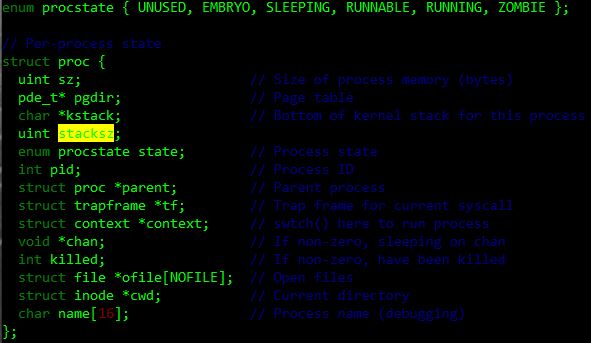 enum procstate { UNUSED, EMBRYO, SLEEPING, RUNNABLE, RUNNING, ZOMBIE };
// Per-process state
struct proc {
uint sz; // Size of process memory (bytes)
pde_t* pgdir; // Page table
char *kstack; // Bottom of kernel stack for this process
uint stacksz;
enum procstate state; // Process state
int pid; // Process ID
struct proc *parent; // Parent process
struct trapframe *tf; // Trap frame for current syscall
struct context *context; // swtch() here to run process
void *chan; // If non-zero, sleeping on chan
int killed; // If non-zero, have been killed
struct file *ofile[NOFILE]; // Open files
struct inode *cwd; // Current directory
char name[16]; // Process name (debugging)
};